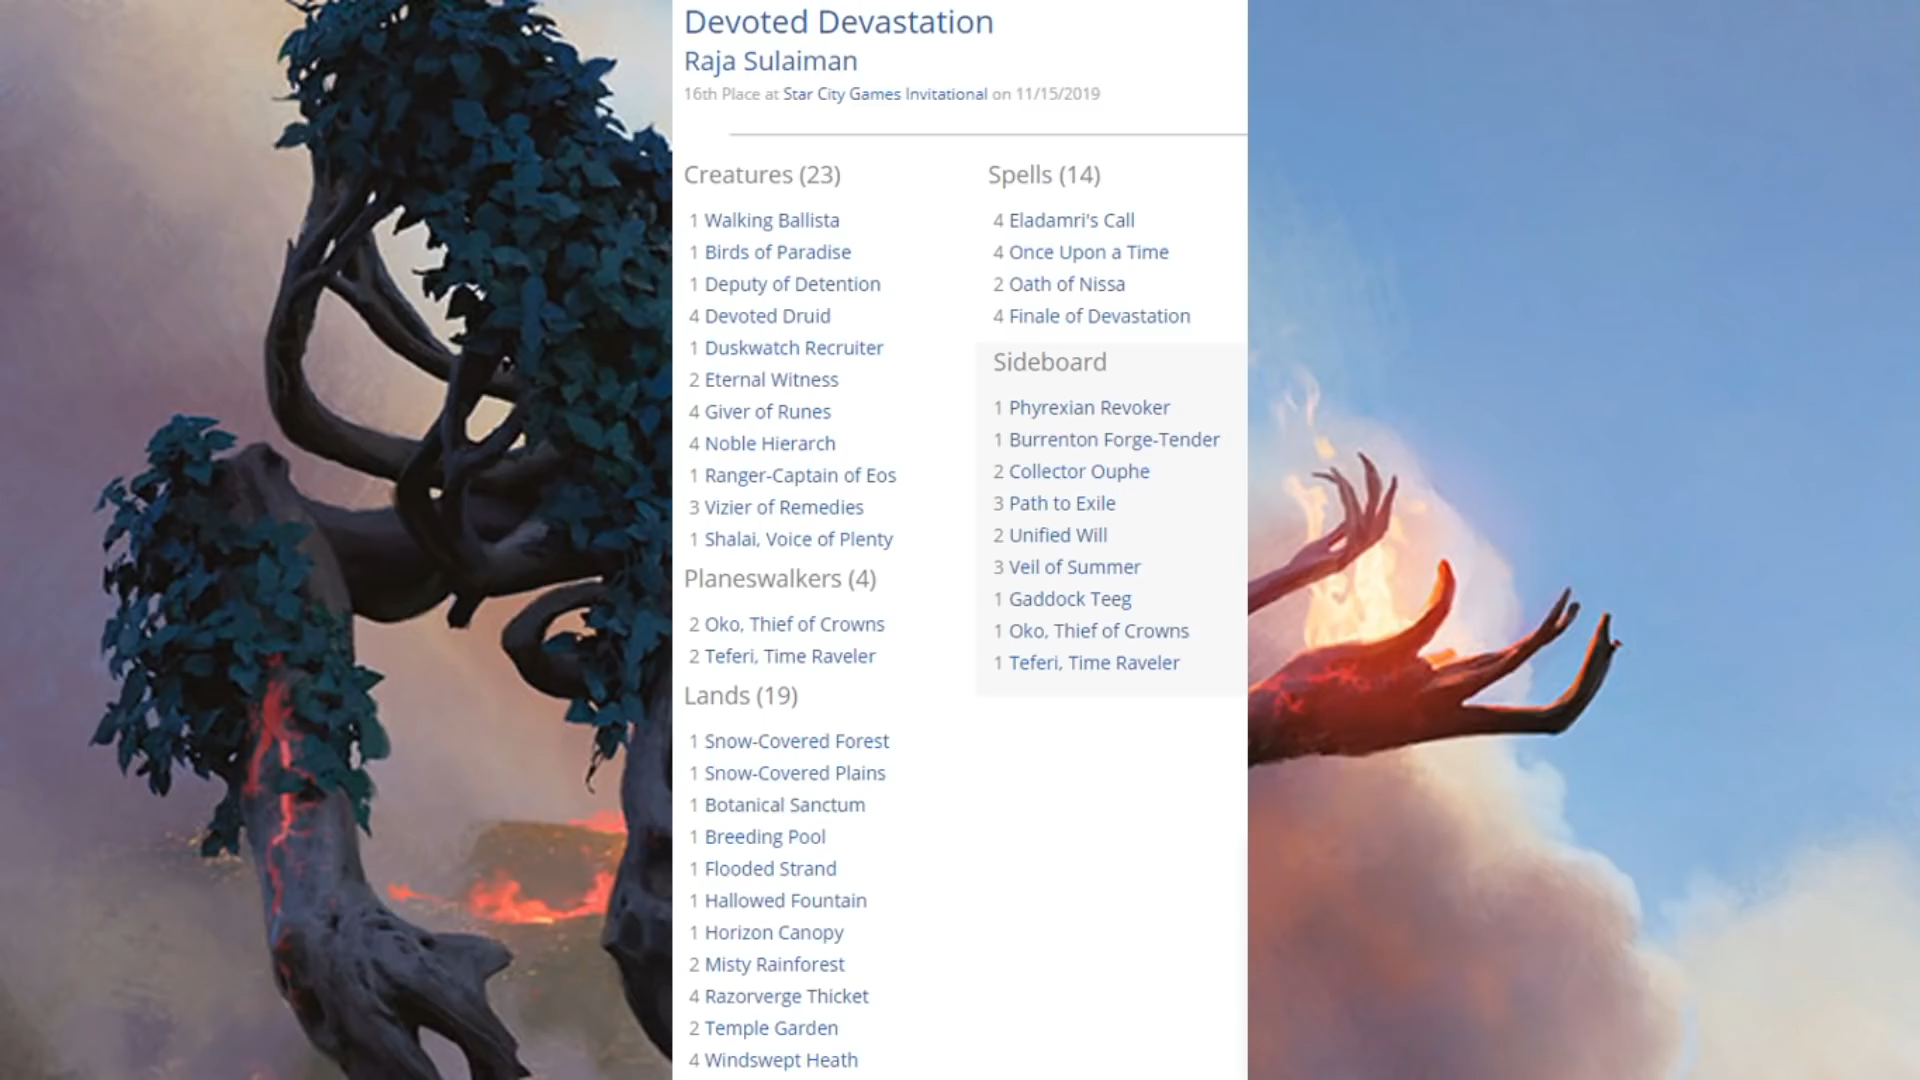 Devoted Devastation
Raja Sulaiman
16th Place at Star City Games Invitational on 11/15/2019
Creatures (23)
1 Walking Ballista
1 Birds of Paradise
1 Deputy of Detention
4 Devoted Druid
1 Duskwatch Recruiter
2 Eternal Witness
4 Giver of Runes
4 Noble Hierarch
1 Ranger-Captain of Eos
3 Vizier of Remedies
1 Shalai, Voice of Plenty
Planeswalkers (4)
2 Oko, Thief of Crowns
2 Teferi, Time Raveler
Lands (19)
1 Snow-Covered Forest
1 Snow-Covered Plains
1 Botanical Sanctum
1 Breeding Pool
1 Flooded Strand
1 Hallowed Fountain
1 Horizon Canopy
2 Misty Rainforest
4 Razorverge Thicket
2 Temple Garden
4 Windswept Heath
Spells (14)
4 Eladamri's Call
4 Once Upon a Time
2 Oath of Nissa
4 Finale of Devastation
Sideboard
1 Phyrexian Revoker
1 Burrenton Forge-Tender
2 Collector Ouphe
3 Path to Exile
2 Unified Will
3 Veil of Summer
1 Gaddock Teeg
1 Oko, Thief of Crowns
1 Teferi, Time Raveler